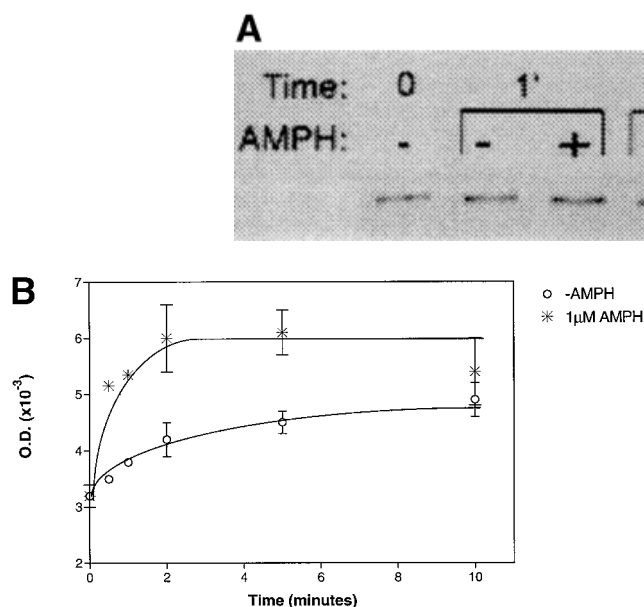 A
Time: 0 1'
AMPH: - - +
B
7
6
5
4
3
2
O.D. (x10⁻³)
0 2 4 6 8 10
Time (minutes)
-AMPH
1μM AMPH